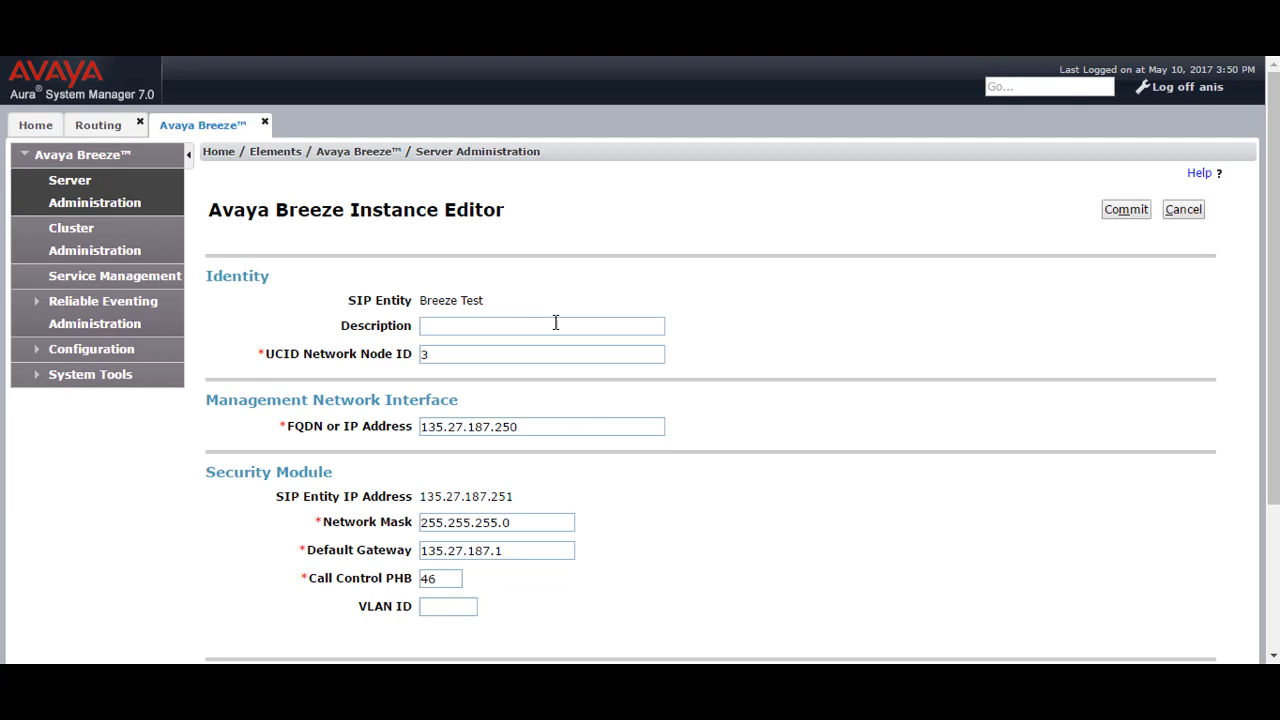 AVAYA
Aura® System Manager 7.0
Last Logged on at May 10, 2017 3:50 PM
Go...
Log off anis
Home
Routing
Avaya Breeze™
Avaya Breeze™
Server
Administration
Cluster
Administration
Service Management
Reliable Eventing
Administration
Configuration
System Tools
Home / Elements / Avaya Breeze™ / Server Administration
Help ?
Avaya Breeze Instance Editor
Commit
Cancel
Identity
SIP Entity Breeze Test
Description
*UCID Network Node ID 3
Management Network Interface
*FQDN or IP Address 135.27.187.250
Security Module
SIP Entity IP Address 135.27.187.251
*Network Mask 255.255.255.0
*Default Gateway 135.27.187.1
*Call Control PHB 46
VLAN ID